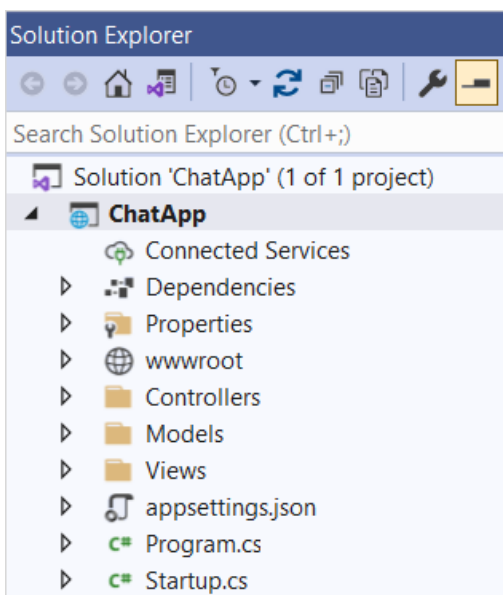 Solution Explorer
Search Solution Explorer (Ctrl+;)
Solution 'ChatApp' (1 of 1 project)
ChatApp
Connected Services
Dependencies
Properties
wwwroot
Controllers
Models
Views
appsettings.json
C# Program.cs
C# Startup.cs